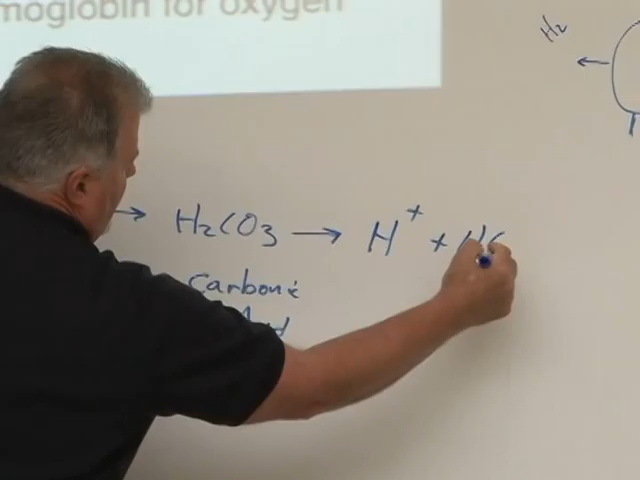 moglobin for oxygen
H2
←
→ H2CO3 → H+ + HC
Carbonic